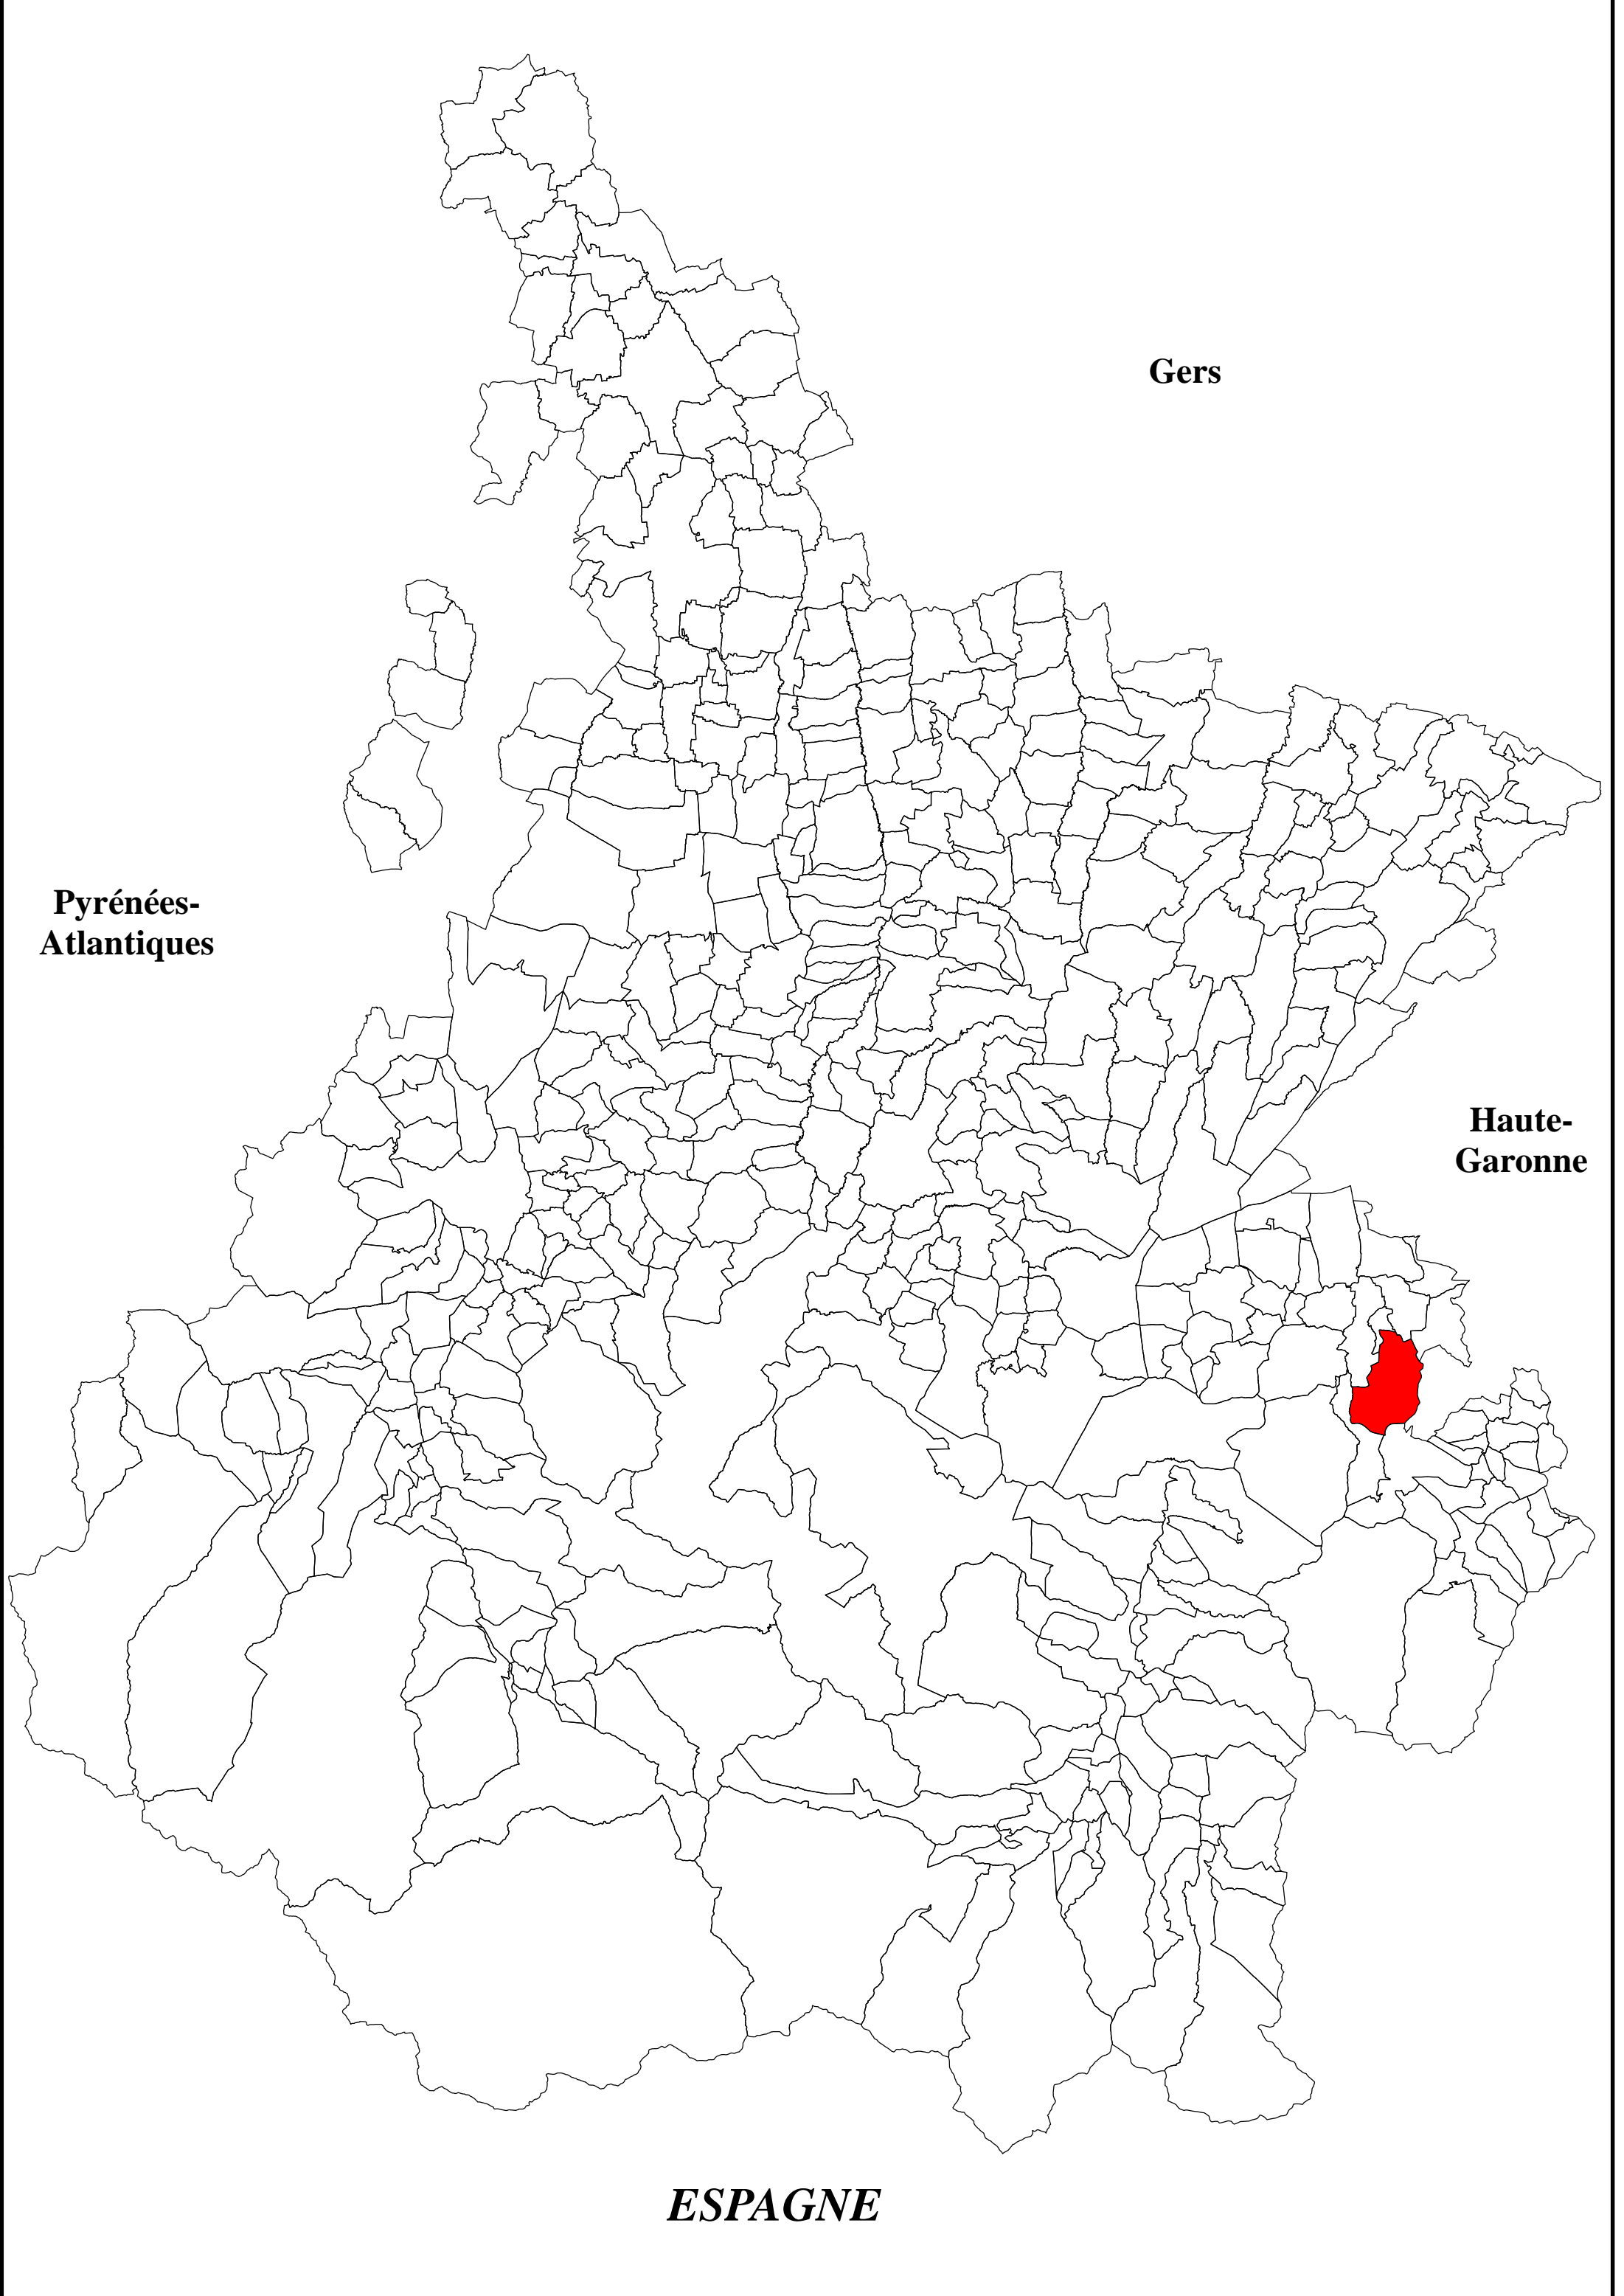 Gers
Pyrénées-
Atlantiques
Haute-
Garonne
ESPAGNE